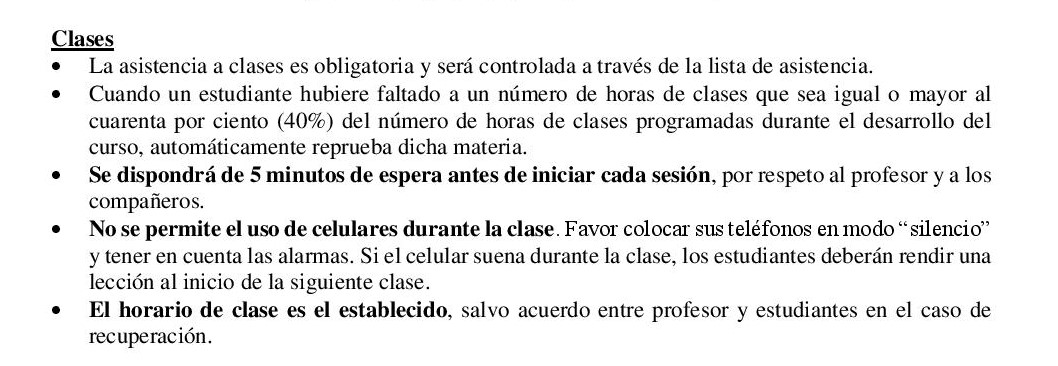 Clases
• La asistencia a clases es obligatoria y será controlada a través de la lista de asistencia.
• Cuando un estudiante hubiere faltado a un número de horas de clases que sea igual o mayor al
cuarenta por ciento (40%) del número de horas de clases programadas durante el desarrollo del
curso, automáticamente reprueba dicha materia.
• Se dispondrá de 5 minutos de espera antes de iniciar cada sesión, por respeto al profesor y a los
compañeros.
• No se permite el uso de celulares durante la clase. Favor colocar sus teléfonos en modo “silencio”
y tener en cuenta las alarmas. Si el celular suena durante la clase, los estudiantes deberán rendir una
lección al inicio de la siguiente clase.
• El horario de clase es el establecido, salvo acuerdo entre profesor y estudiantes en el caso de
recuperación.